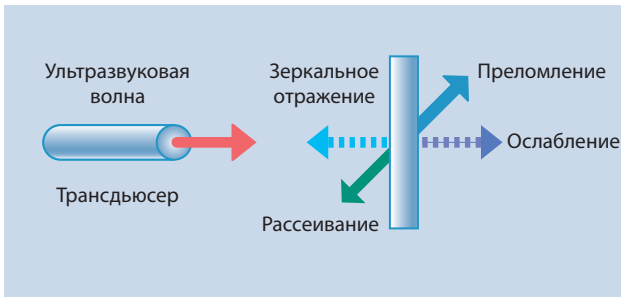 Ультразвуковая
волна
Трансдьюсер
Зеркальное
отражение
Преломление
Ослабление
Рассеивание